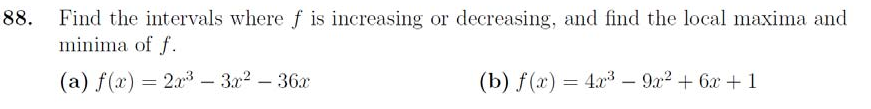 88. Find the intervals where f is increasing or decreasing, and find the local maxima and
minima of f.
(a) f(x) = 2x³ − 3x² − 36x (b) f(x) = 4x³ − 9x² + 6x + 1